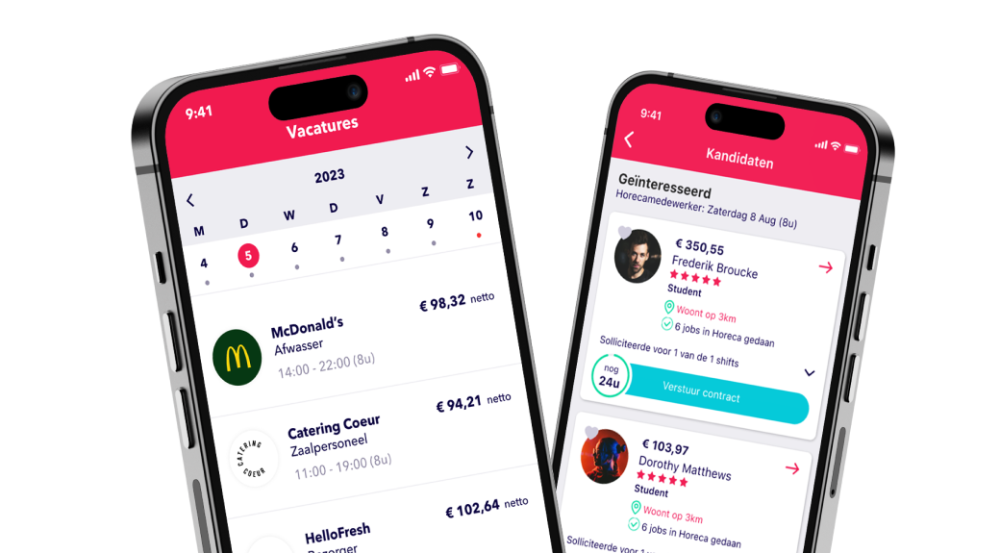 9:41
Vacatures
2023
M D W D V Z Z
4 5 6 7 8 9 10
McDonald's
€ 98,32 netto
Afwasser
14:00 - 22:00 (8u)
CATERING COEUR
Catering Coeur
€ 94,21 netto
Zaalpersoneel
11:00 - 19:00 (8u)
HelloFresh
€ 102,64 netto
Bezorger
9:41
Kandidaten
Geïnteresseerd
Horecamedewerker: Zaterdag 8 Aug (8u)
€ 350,55
Frederik Broucke
Student
Woont op 3km
6 jobs in Horeca gedaan
Solliciteerde voor 1 van de 1 shifts
nog
24u
Verstuur contract
€ 103,97
Dorothy Matthews
Student
Woont op 3km
6 jobs in Horeca gedaan
Solliciteerde voor